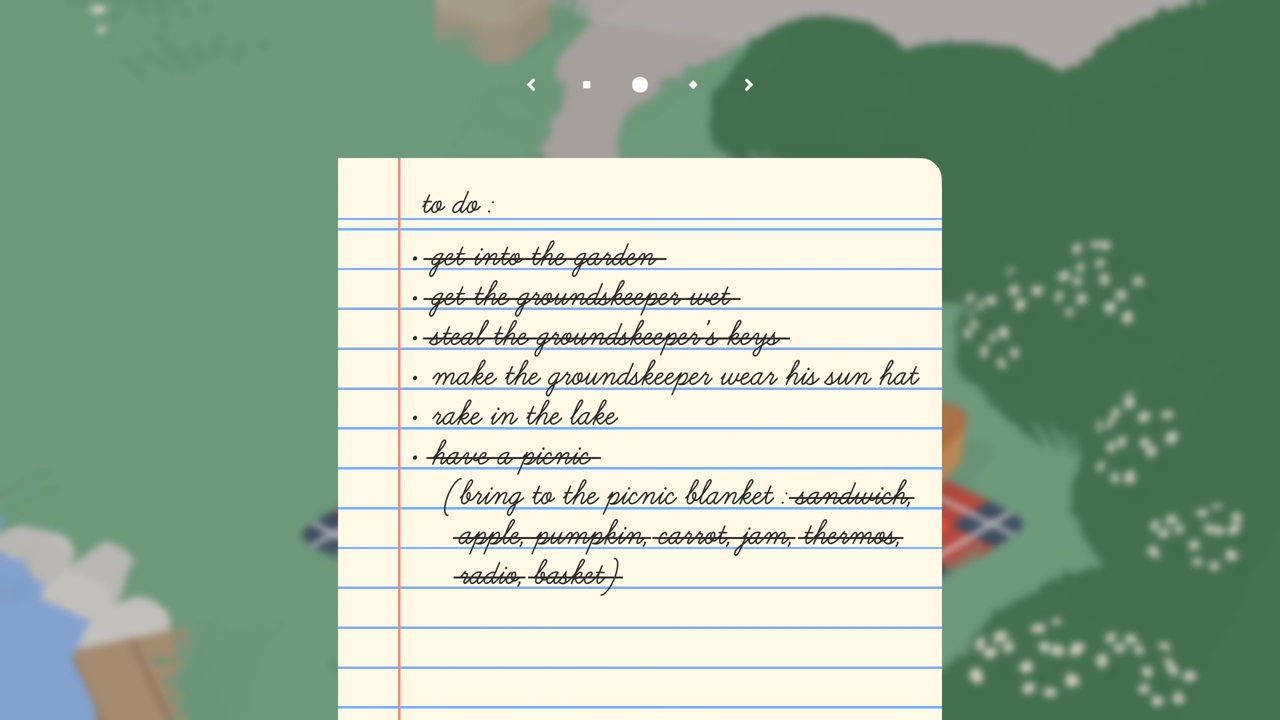 to do :
• get into the garden
• get the groundskeeper wet
• steal the groundskeeper's keys
• make the groundskeeper wear his sun hat
• rake in the lake
• have a picnic
(bring to the picnic blanket : sandwich,
apple, pumpkin, carrot, jam, thermos,
radio, basket)